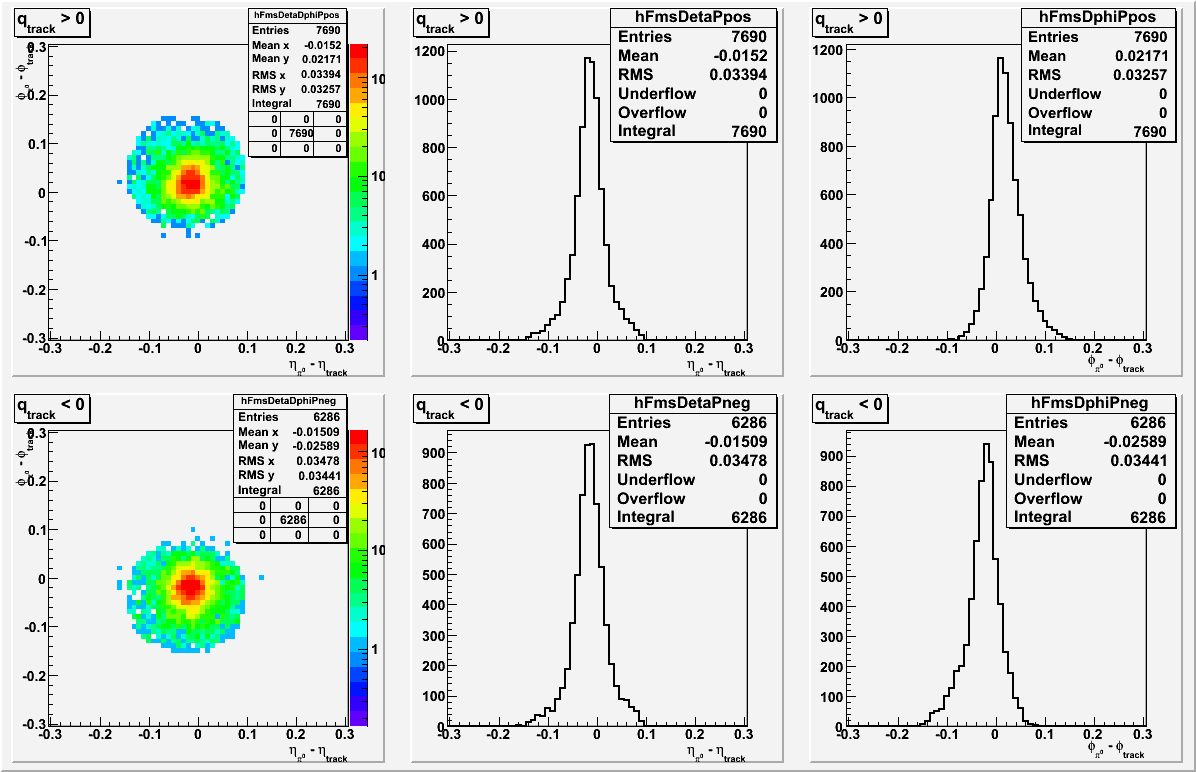 q_track > 0
hFmsDetaDphiPpos
Entries 7690
Mean x -0.0152
Mean y 0.02171
RMS x 0.03394
RMS y 0.03257
Integral 7690
0 0 0
0 7690 0
0 0 0
ϕ_π⁰ - ϕ_track
0.3
0.2
0.1
0
-0.1
-0.2
-0.3
-0.3 -0.2 -0.1 0 0.1 0.2 0.3
η_π⁰ - η_track
10
10
1
q_track > 0
hFmsDetaPpos
Entries 7690
Mean -0.0152
RMS 0.03394
Underflow 0
Overflow 0
Integral 7690
1200
1000
800
600
400
200
0
-0.3 -0.2 -0.1 0 0.1 0.2 0.3
η_π⁰ - η_track
q_track > 0
hFmsDphiPpos
Entries 7690
Mean 0.02171
RMS 0.03257
Underflow 0
Overflow 0
Integral 7690
1200
1000
800
600
400
200
0
-0.3 -0.2 -0.1 0 0.1 0.2 0.3
ϕ_π⁰ - ϕ_track
q_track < 0
hFmsDetaDphiPneg
Entries 6286
Mean x -0.01509
Mean y -0.02589
RMS x 0.03478
RMS y 0.03441
Integral 6286
0 0 0
0 6286 0
0 0 0
ϕ_π⁰ - ϕ_track
0.3
0.2
0.1
0
-0.1
-0.2
-0.3
-0.3 -0.2 -0.1 0 0.1 0.2 0.3
η_π⁰ - η_track
10
10
1
q_track < 0
hFmsDetaPneg
Entries 6286
Mean -0.01509
RMS 0.03478
Underflow 0
Overflow 0
Integral 6286
900
800
700
600
500
400
300
200
100
0
-0.3 -0.2 -0.1 0 0.1 0.2 0.3
η_π⁰ - η_track
q_track < 0
hFmsDphiPneg
Entries 6286
Mean -0.02589
RMS 0.03441
Underflow 0
Overflow 0
Integral 6286
900
800
700
600
500
400
300
200
100
0
-0.3 -0.2 -0.1 0 0.1 0.2 0.3
ϕ_π⁰ - ϕ_track